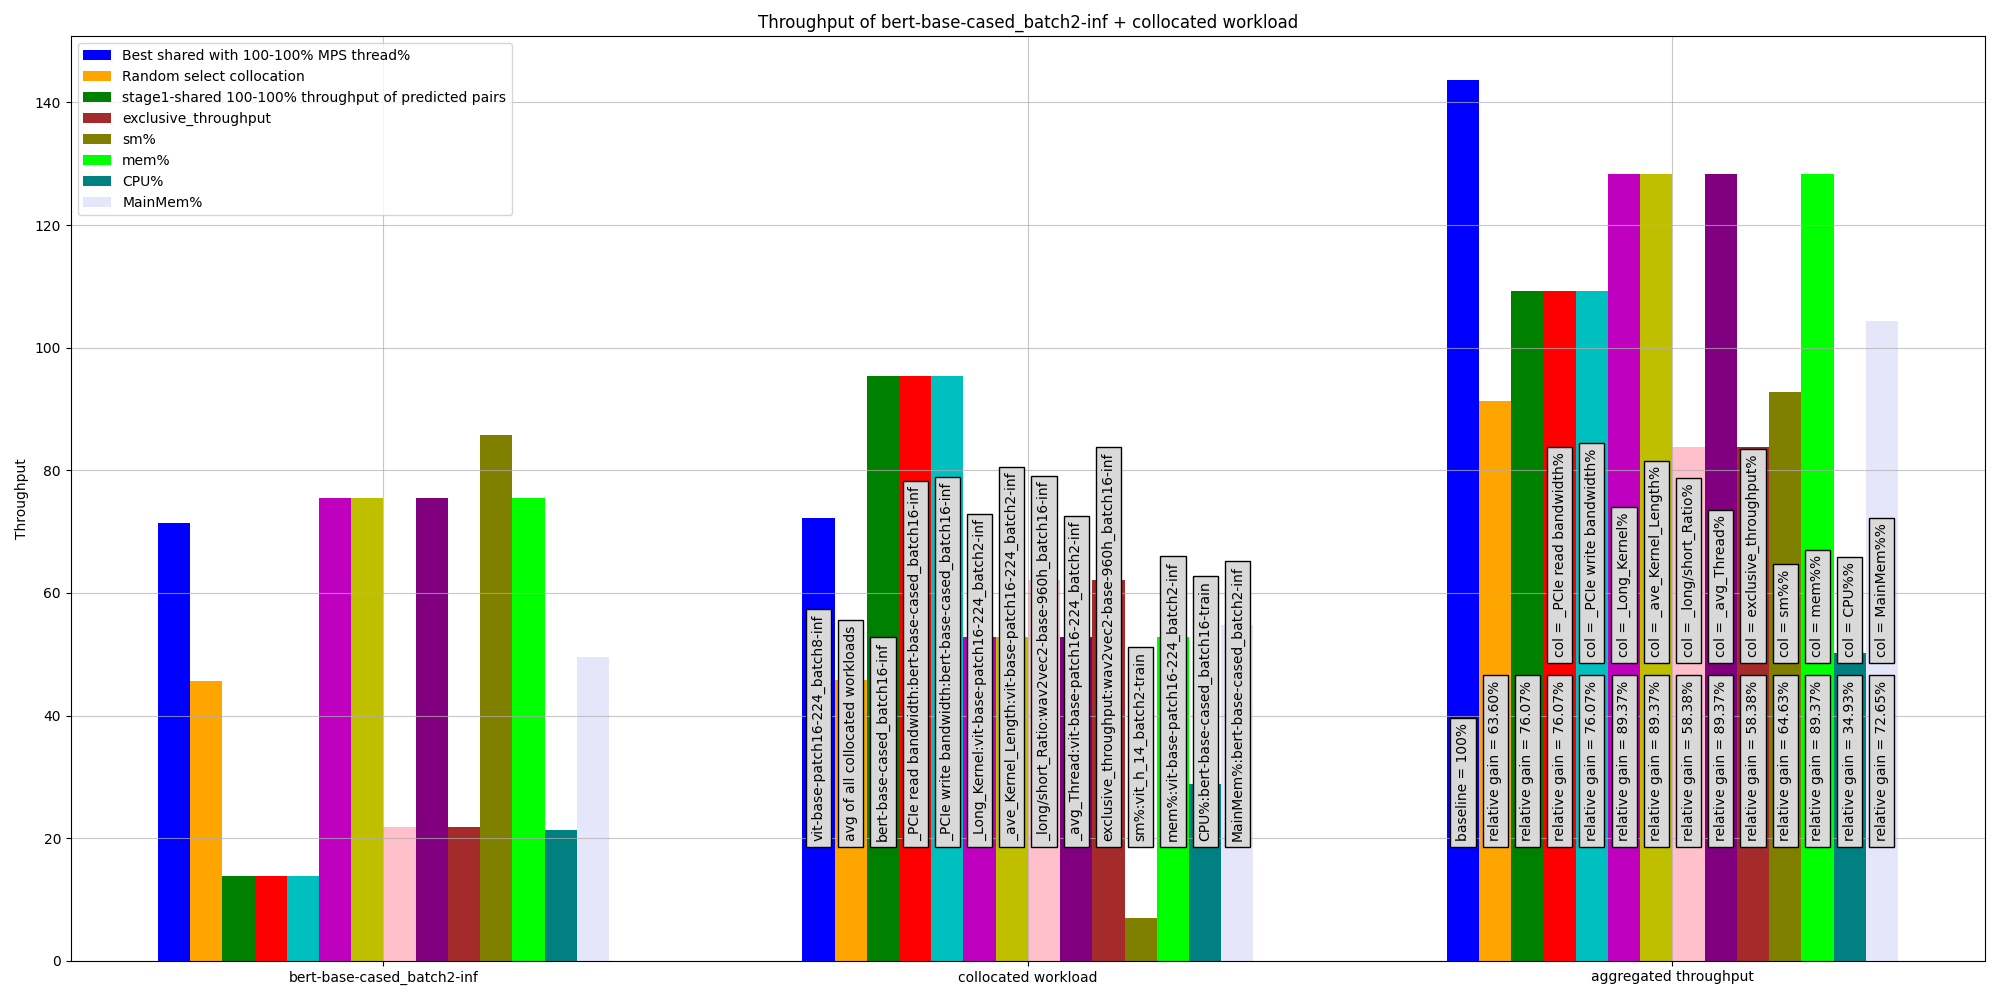 Throughput of bert-base-cased_batch2-inf + collocated workload
Best shared with 100-100% MPS thread%
Random select collocation
stage1-shared 100-100% throughput of predicted pairs
exclusive_throughput
sm%
mem%
CPU%
MainMem%
Throughput
140
120
100
80
60
40
20
0
vit-base-patch16-224_batch8-inf
avg of all collocated workloads
bert-base-cased_batch16-inf
_PCIe read bandwidth:bert-base-cased_batch16-inf
_PCIe write bandwidth:bert-base-cased_batch16-inf
_Long_Kernel:vit-base-patch16-224_batch2-inf
_ave_Kernel_Length:vit-base-patch16-224_batch2-inf
_long/short_Ratio:wav2vec2-base-960h_batch16-inf
_avg_Thread:vit-base-patch16-224_batch2-inf
exclusive_throughput:wav2vec2-base-960h_batch16-inf
sm%:vit_h_14_batch2-train
mem%:vit-base-patch16-224_batch2-inf
CPU%:bert-base-cased_batch16-train
MainMem%:bert-base-cased_batch2-inf
col = _PCIe read bandwidth%
col = _PCIe write bandwidth%
col = _Long_Kernel%
col = _ave_Kernel_Length%
col = _long/short_Ratio%
col = _avg_Thread%
col = exclusive_throughput%
col = sm%%
col = mem%%
col = CPU%%
col = MainMem%%
baseline = 100%
relative gain = 63.60%
relative gain = 76.07%
relative gain = 76.07%
relative gain = 76.07%
relative gain = 89.37%
relative gain = 89.37%
relative gain = 58.38%
relative gain = 89.37%
relative gain = 58.38%
relative gain = 64.63%
relative gain = 89.37%
relative gain = 34.93%
relative gain = 72.65%
bert-base-cased_batch2-inf
collocated workload
aggregated throughput